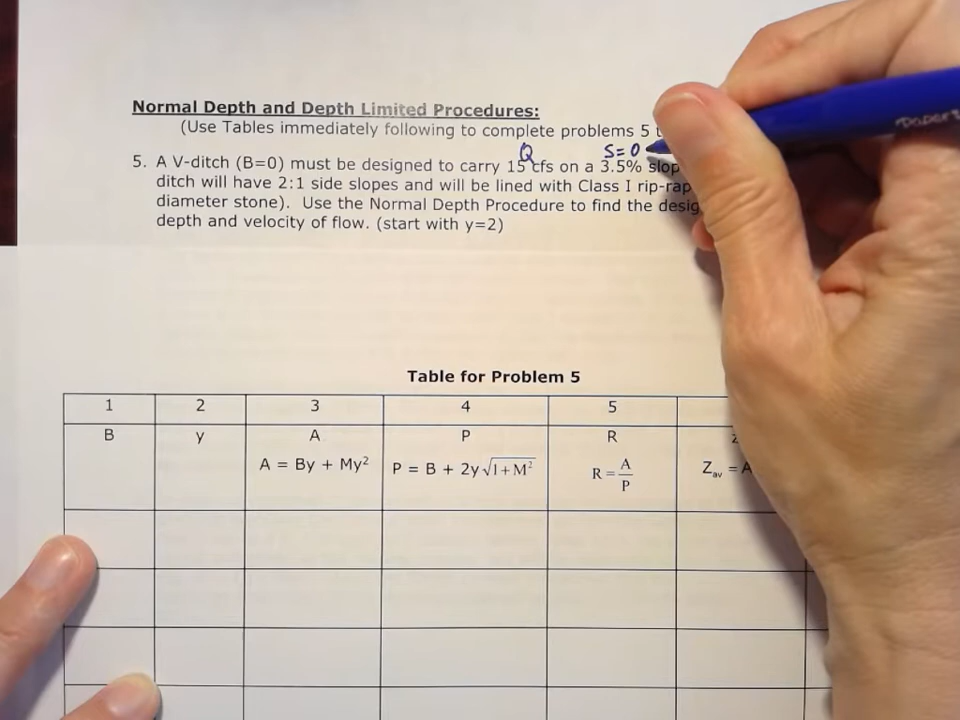 Normal Depth and Depth Limited Procedures:
(Use Tables immediately following to complete problems 5
Q S=0
5. A V-ditch (B=0) must be designed to carry 15 cfs on a 3.5% slop
ditch will have 2:1 side slopes and will be lined with Class I rip-rap
diameter stone). Use the Normal Depth Procedure to find the desig
depth and velocity of flow. (start with y=2)
Table for Problem 5
1 2 3 4 5
B y A P R
A = By + My² P = B + 2y√1+M² R = A/P Zav = A